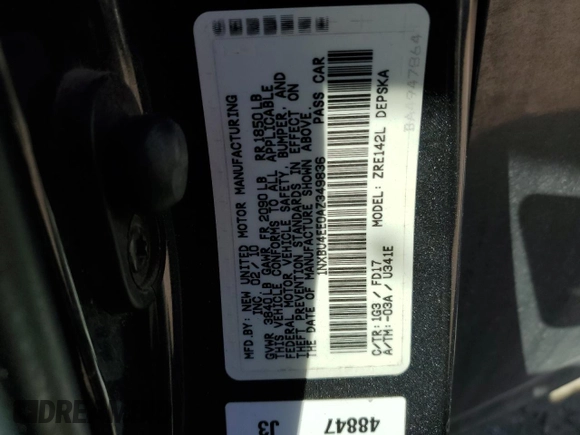 MFD.BY: NEW UNITED MOTOR MANUFACTURING
INC. 02/10
GVWR 3840LB GAWR FR 2090LB RR1850LB
THIS VEHICLE CONFORMS TO ALL APPLICABLE
FEDERAL MOTOR VEHICLE SAFETY, BUMPER, AND
THEFT PREVENTION STANDARDS IN EFFECT ON
THE DATE OF MANUFACTURE SHOWN ABOVE.
1NXBU4EE0AZ349836 PASS CAR
C/TR:1G3/FD17 MODEL:ZRE142L DEPSKA
A/TM:-03A/U341E
48847
J3